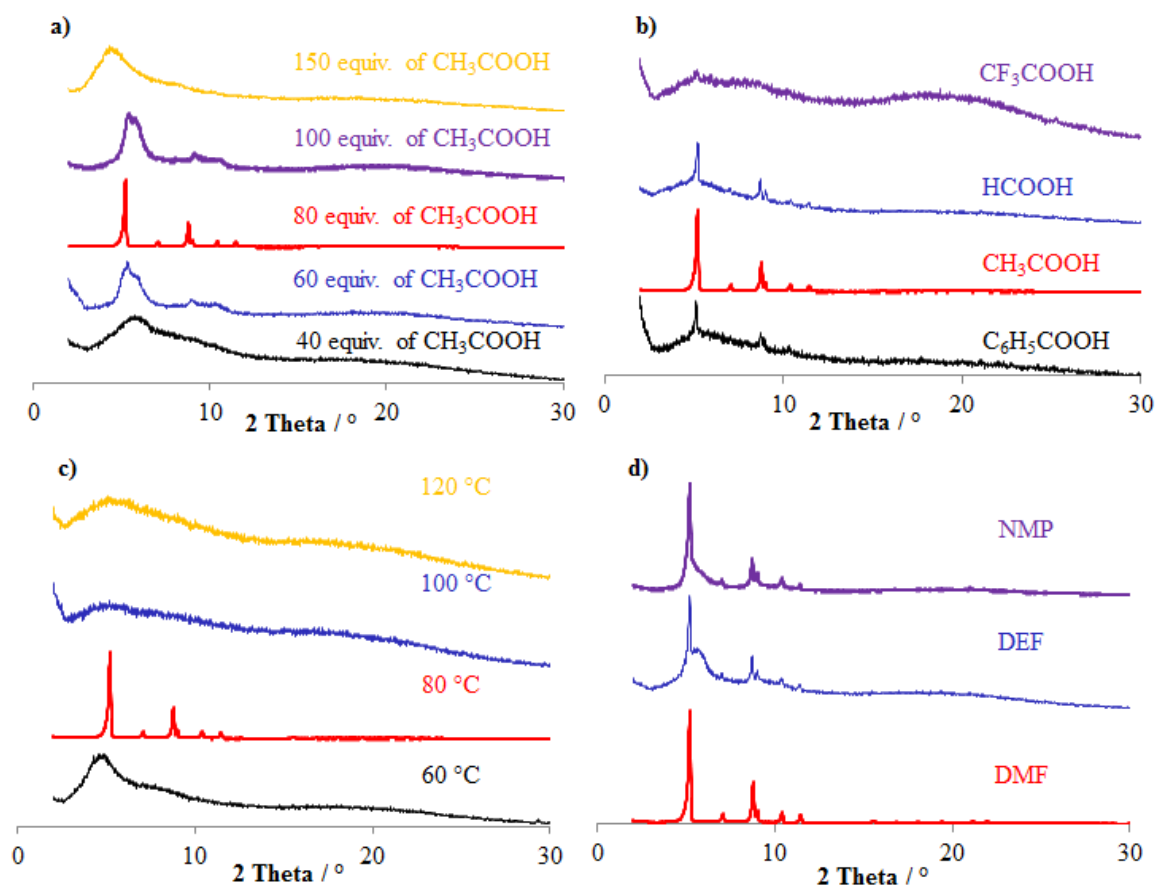 a)
150 equiv. of CH₃COOH
100 equiv. of CH₃COOH
80 equiv. of CH₃COOH
60 equiv. of CH₃COOH
40 equiv. of CH₃COOH
0 10 20 30
2 Theta / °
b)
CF₃COOH
HCOOH
CH₃COOH
C₆H₅COOH
0 10 20 30
2 Theta / °
c)
120 °C
100 °C
80 °C
60 °C
0 10 20 30
2 Theta / °
d)
NMP
DEF
DMF
0 10 20 30
2 Theta / °